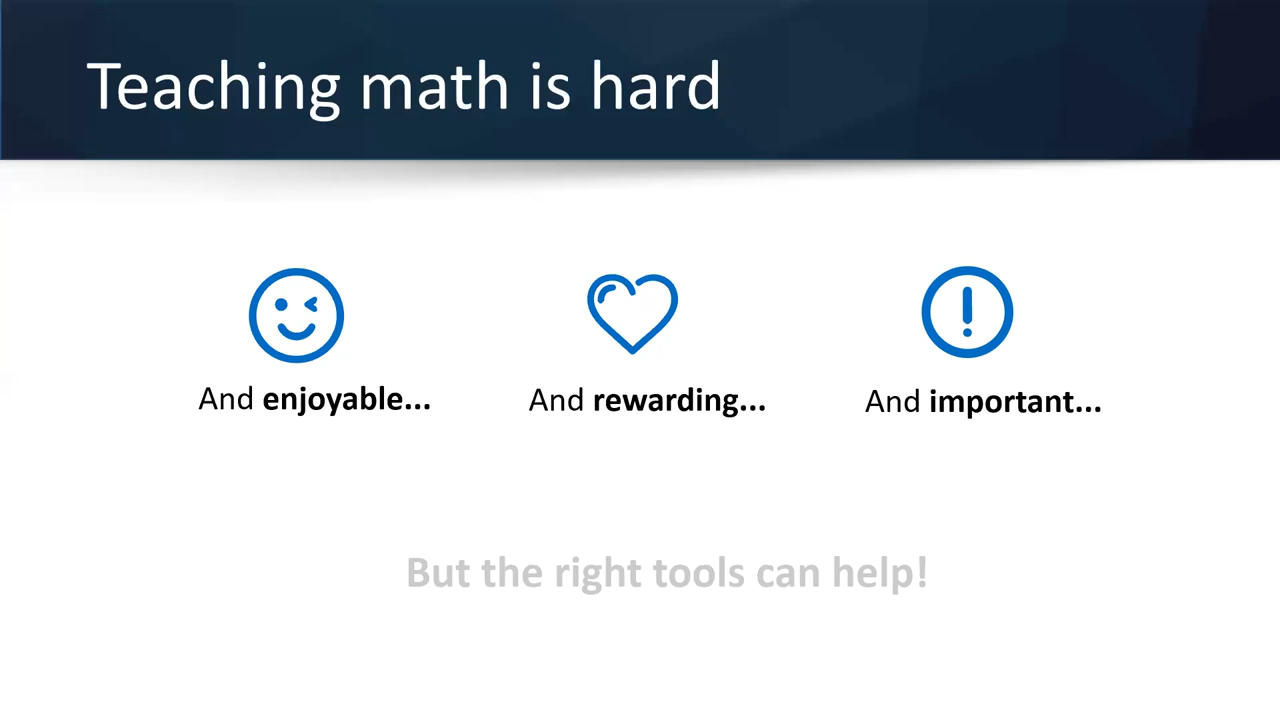 Teaching math is hard
And enjoyable...
And rewarding...
And important...
But the right tools can help!